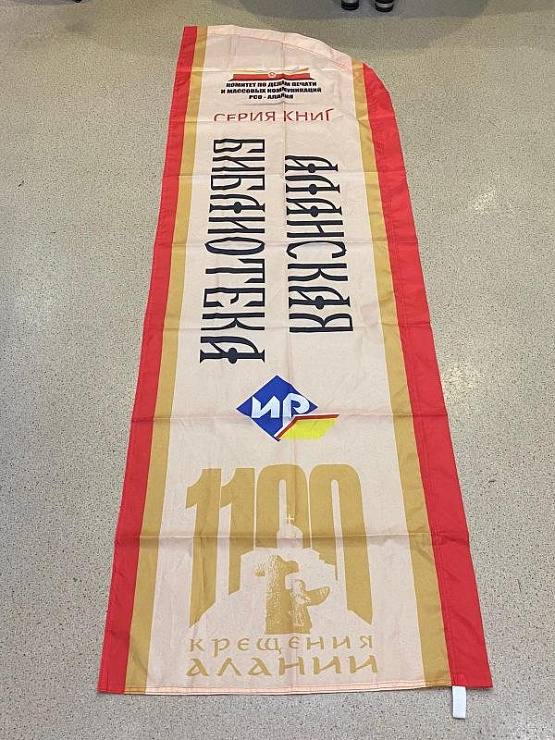 КОМИТЕТ ПО ДЕЛАМ ПЕЧАТИ
И МАССОВЫХ КОММУНИКАЦИЙ
РСО - АЛАНИЯ
СЕРИЯ КНИГ
АЛАНСКАЯ
БИБЛИОТЕКА
ИР
1100
КРЕЩЕНИЯ
АЛАНИИ